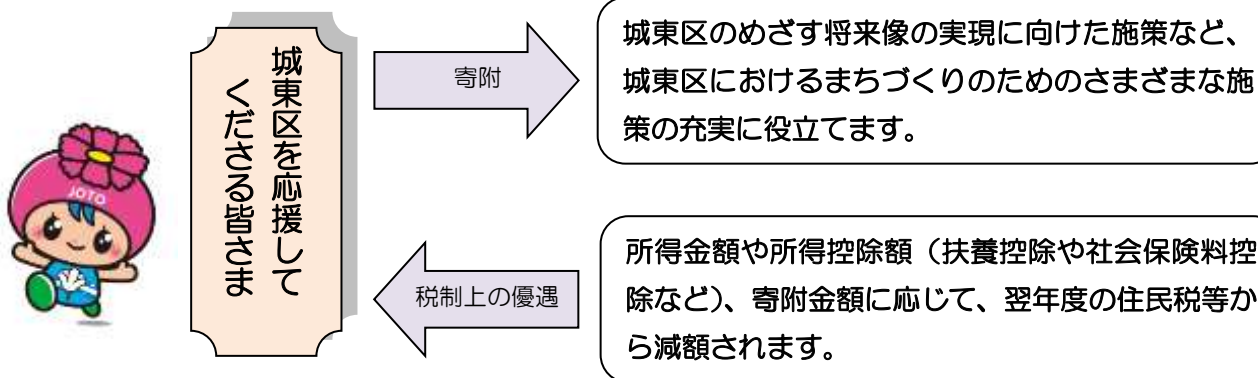 城東区を応援して
くださる皆さま
JOTO
寄附
城東区のめざす将来像の実現に向けた施策など、
城東区におけるまちづくりのためのさまざまな施
策の充実に役立てます。
税制上の優遇
所得金額や所得控除額（扶養控除や社会保険料控
除など）、寄附金額に応じて、翌年度の住民税等か
ら減額されます。